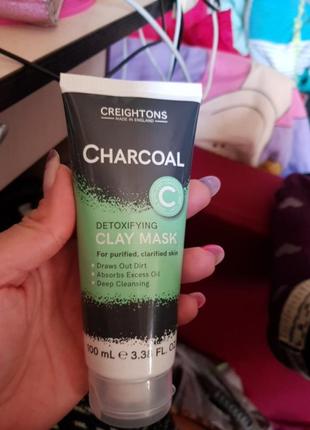 CREIGHTONS
MADE IN ENGLAND
CHARCOAL
C
DETOXIFYING
CLAY MASK
For purified, clarified skin
• Draws Out Dirt
• Absorbs Excess Oil
• Deep Cleansing
100 mL ℮ 3.38 FL. OZ